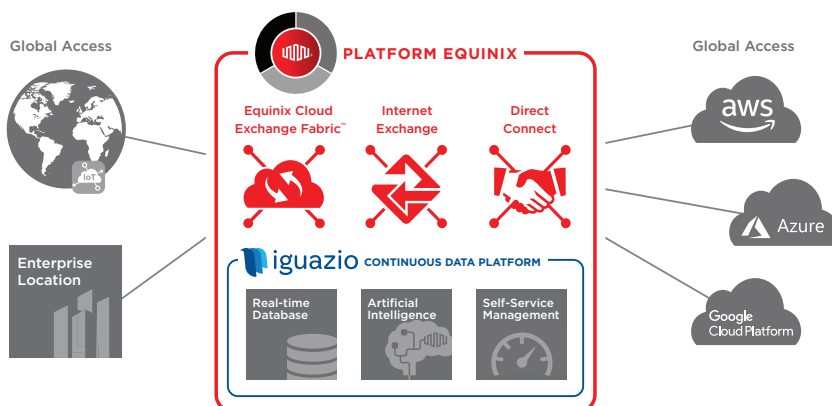 Global Access
IoT
Enterprise
Location
PLATFORM EQUINIX
Equinix Cloud
Exchange Fabric™
Internet
Exchange
Direct
Connect
iguazio CONTINUOUS DATA PLATFORM
Real-time
Database
Artificial
Intelligence
Self-Service
Management
Global Access
aws
Azure
Google
Cloud Platform